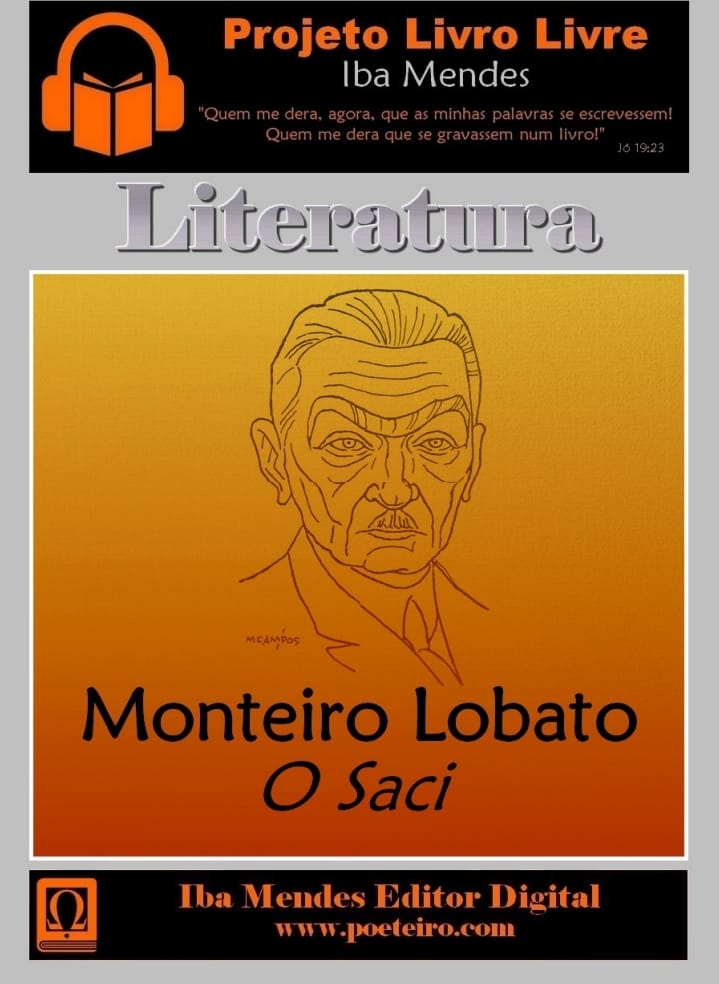 Projeto Livro Livre
Iba Mendes
"Quem me dera, agora, que as minhas palavras se escrevessem!
Quem me dera que se gravassem num livro!"
Jó 19:23
Literatura
MCAMPOS
Monteiro Lobato
O Saci
Ω
Iba Mendes Editor Digital
www.poeteiro.com